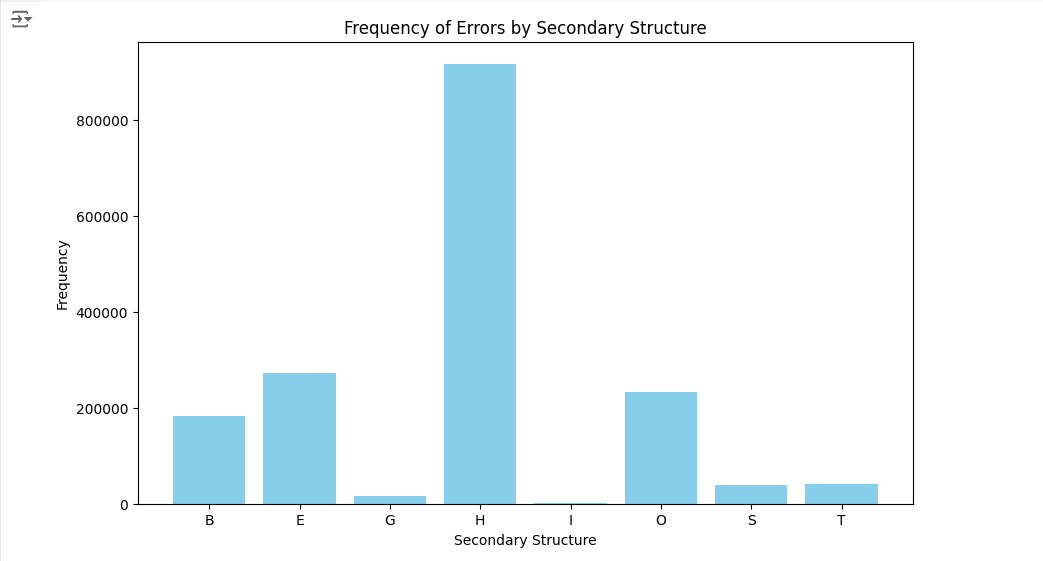 Frequency of Errors by Secondary Structure
Frequency
800000
600000
400000
200000
0
B E G H I O S T
Secondary Structure